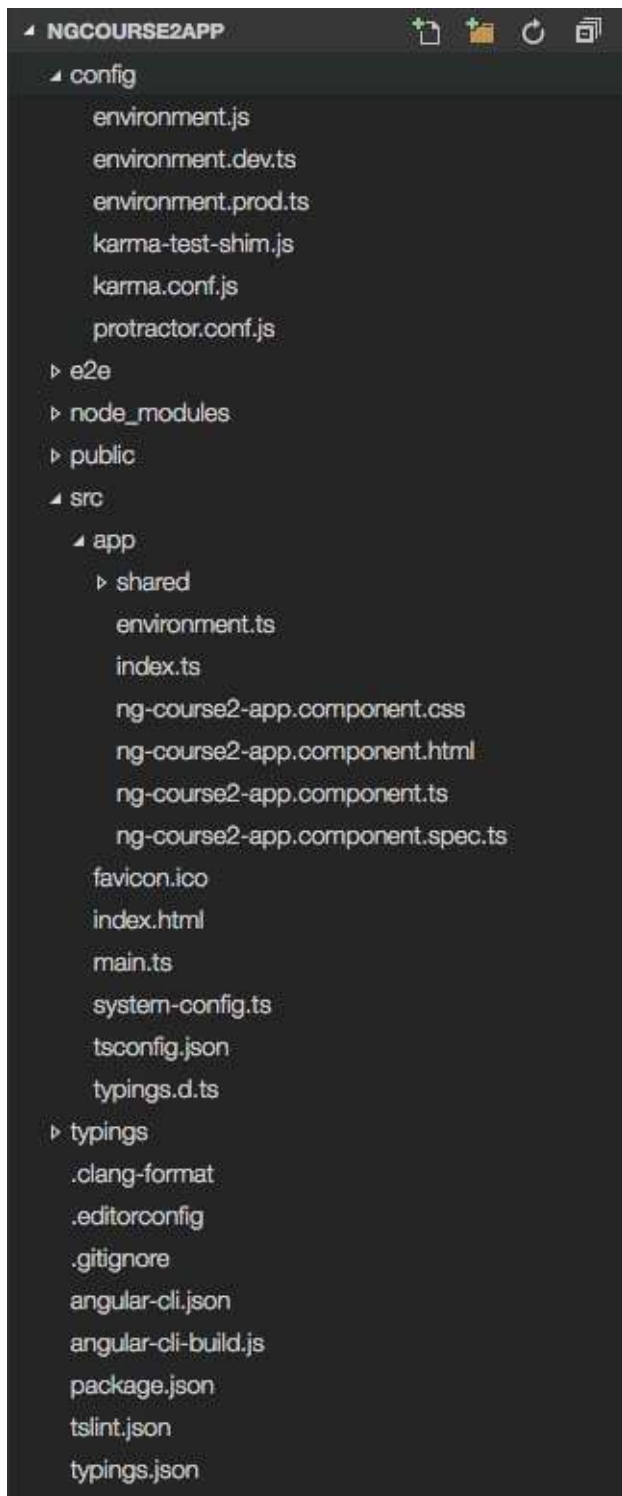 NGCOURSE2APP
config
environment.js
environment.dev.ts
environment.prod.ts
karma-test-shim.js
karma.conf.js
protractor.conf.js
e2e
node_modules
public
src
app
shared
environment.ts
index.ts
ng-course2-app.component.css
ng-course2-app.component.html
ng-course2-app.component.ts
ng-course2-app.component.spec.ts
favicon.ico
index.html
main.ts
system-config.ts
tsconfig.json
typings.d.ts
typings
.clang-format
.editorconfig
.gitignore
angular-cli.json
angular-cli-build.js
package.json
tslint.json
typings.json